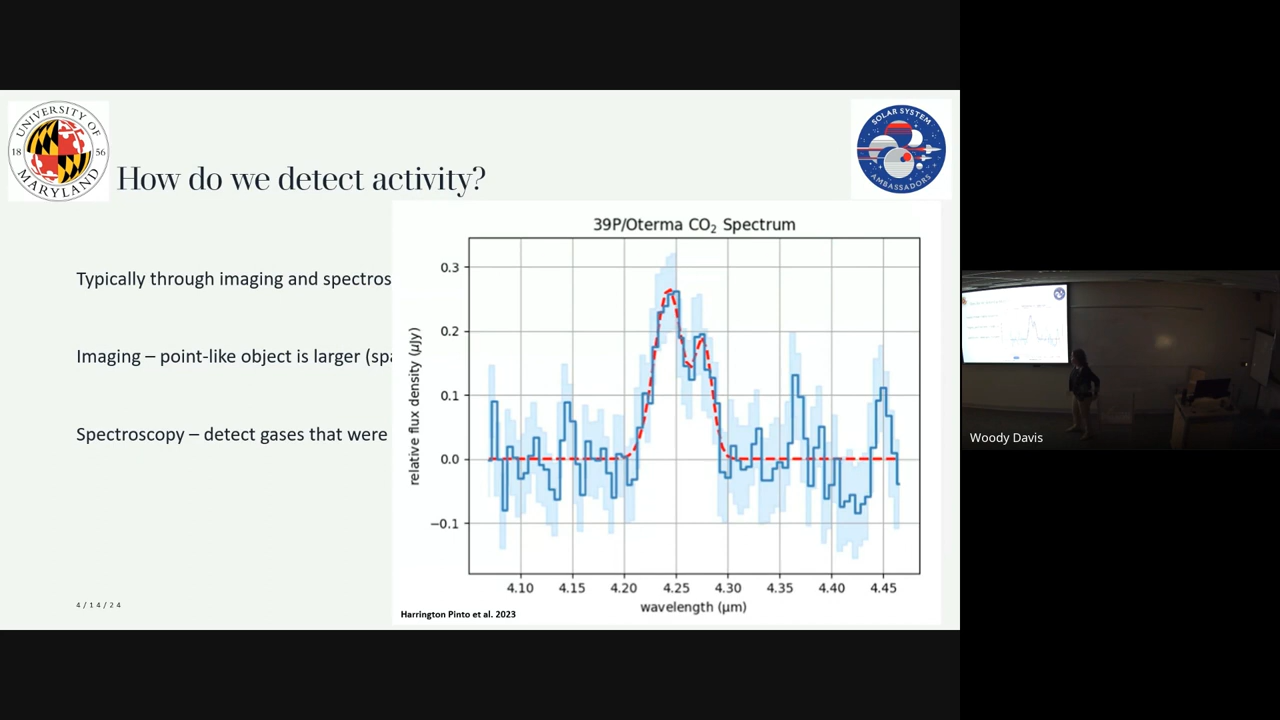 UNIVERSITY OF
18 56
MARYLAND
SOLAR SYSTEM
AMBASSADORS
How do we detect activity?
Typically through imaging and spectros
Imaging – point-like object is larger (spa
Spectroscopy – detect gases that were
39P/Oterma CO₂ Spectrum
relative flux density (μJy)
0.3
0.2
0.1
0.0
−0.1
4.10 4.15 4.20 4.25 4.30 4.35 4.40 4.45
wavelength (μm)
Harrington Pinto et al. 2023
4/14/24
Woody Davis